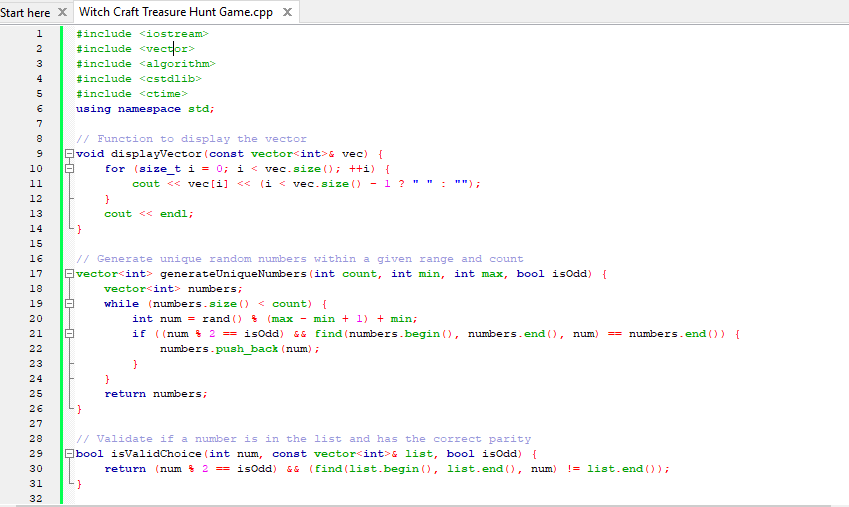 Start here X Witch Craft Treasure Hunt Game.cpp X
1 #include <iostream>
2 #include <vector>
3 #include <algorithm>
4 #include <cstdlib>
5 #include <ctime>
6 using namespace std;
7
8 // Function to display the vector
9 void displayVector(const vector<int>& vec) {
10 for (size_t i = 0; i < vec.size(); ++i) {
11 cout << vec[i] << (i < vec.size() - 1 ? " " : "");
12 }
13 cout << endl;
14 }
15
16 // Generate unique random numbers within a given range and count
17 vector<int> generateUniqueNumbers(int count, int min, int max, bool isOdd) {
18 vector<int> numbers;
19 while (numbers.size() < count) {
20 int num = rand() % (max - min + 1) + min;
21 if ((num % 2 == isOdd) && find(numbers.begin(), numbers.end(), num) == numbers.end()) {
22 numbers.push_back(num);
23 }
24 }
25 return numbers;
26 }
27
28 // Validate if a number is in the list and has the correct parity
29 bool isValidChoice(int num, const vector<int>& list, bool isOdd) {
30 return (num % 2 == isOdd) && (find(list.begin(), list.end(), num) != list.end());
31 }
32